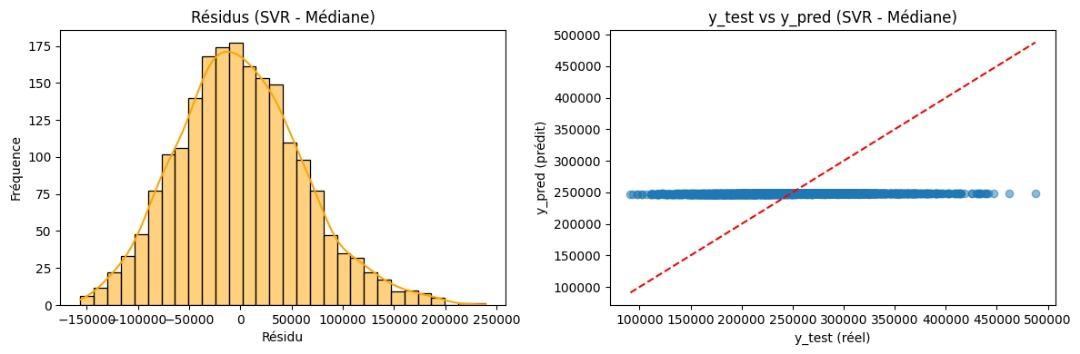 Résidus (SVR - Médiane)
Fréquence
175
150
125
100
75
50
25
0
−150000 −100000 −50000 0 50000 100000 150000 200000 250000
Résidu
y_test vs y_pred (SVR - Médiane)
y_pred (prédit)
500000
450000
400000
350000
300000
250000
200000
150000
100000
100000 150000 200000 250000 300000 350000 400000 450000 500000
y_test (réel)